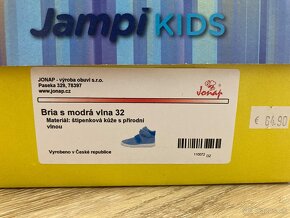 Jampi KIDS
JONAP - výroba obuvi s.r.o.
Paseka 329, 78397
www.jonap.cz
Jonap
Bria s modrá vlna 32
Materiál: štípenková kůže s přírodní
vlnou
€ 64.90
Vyrobeno v České republice